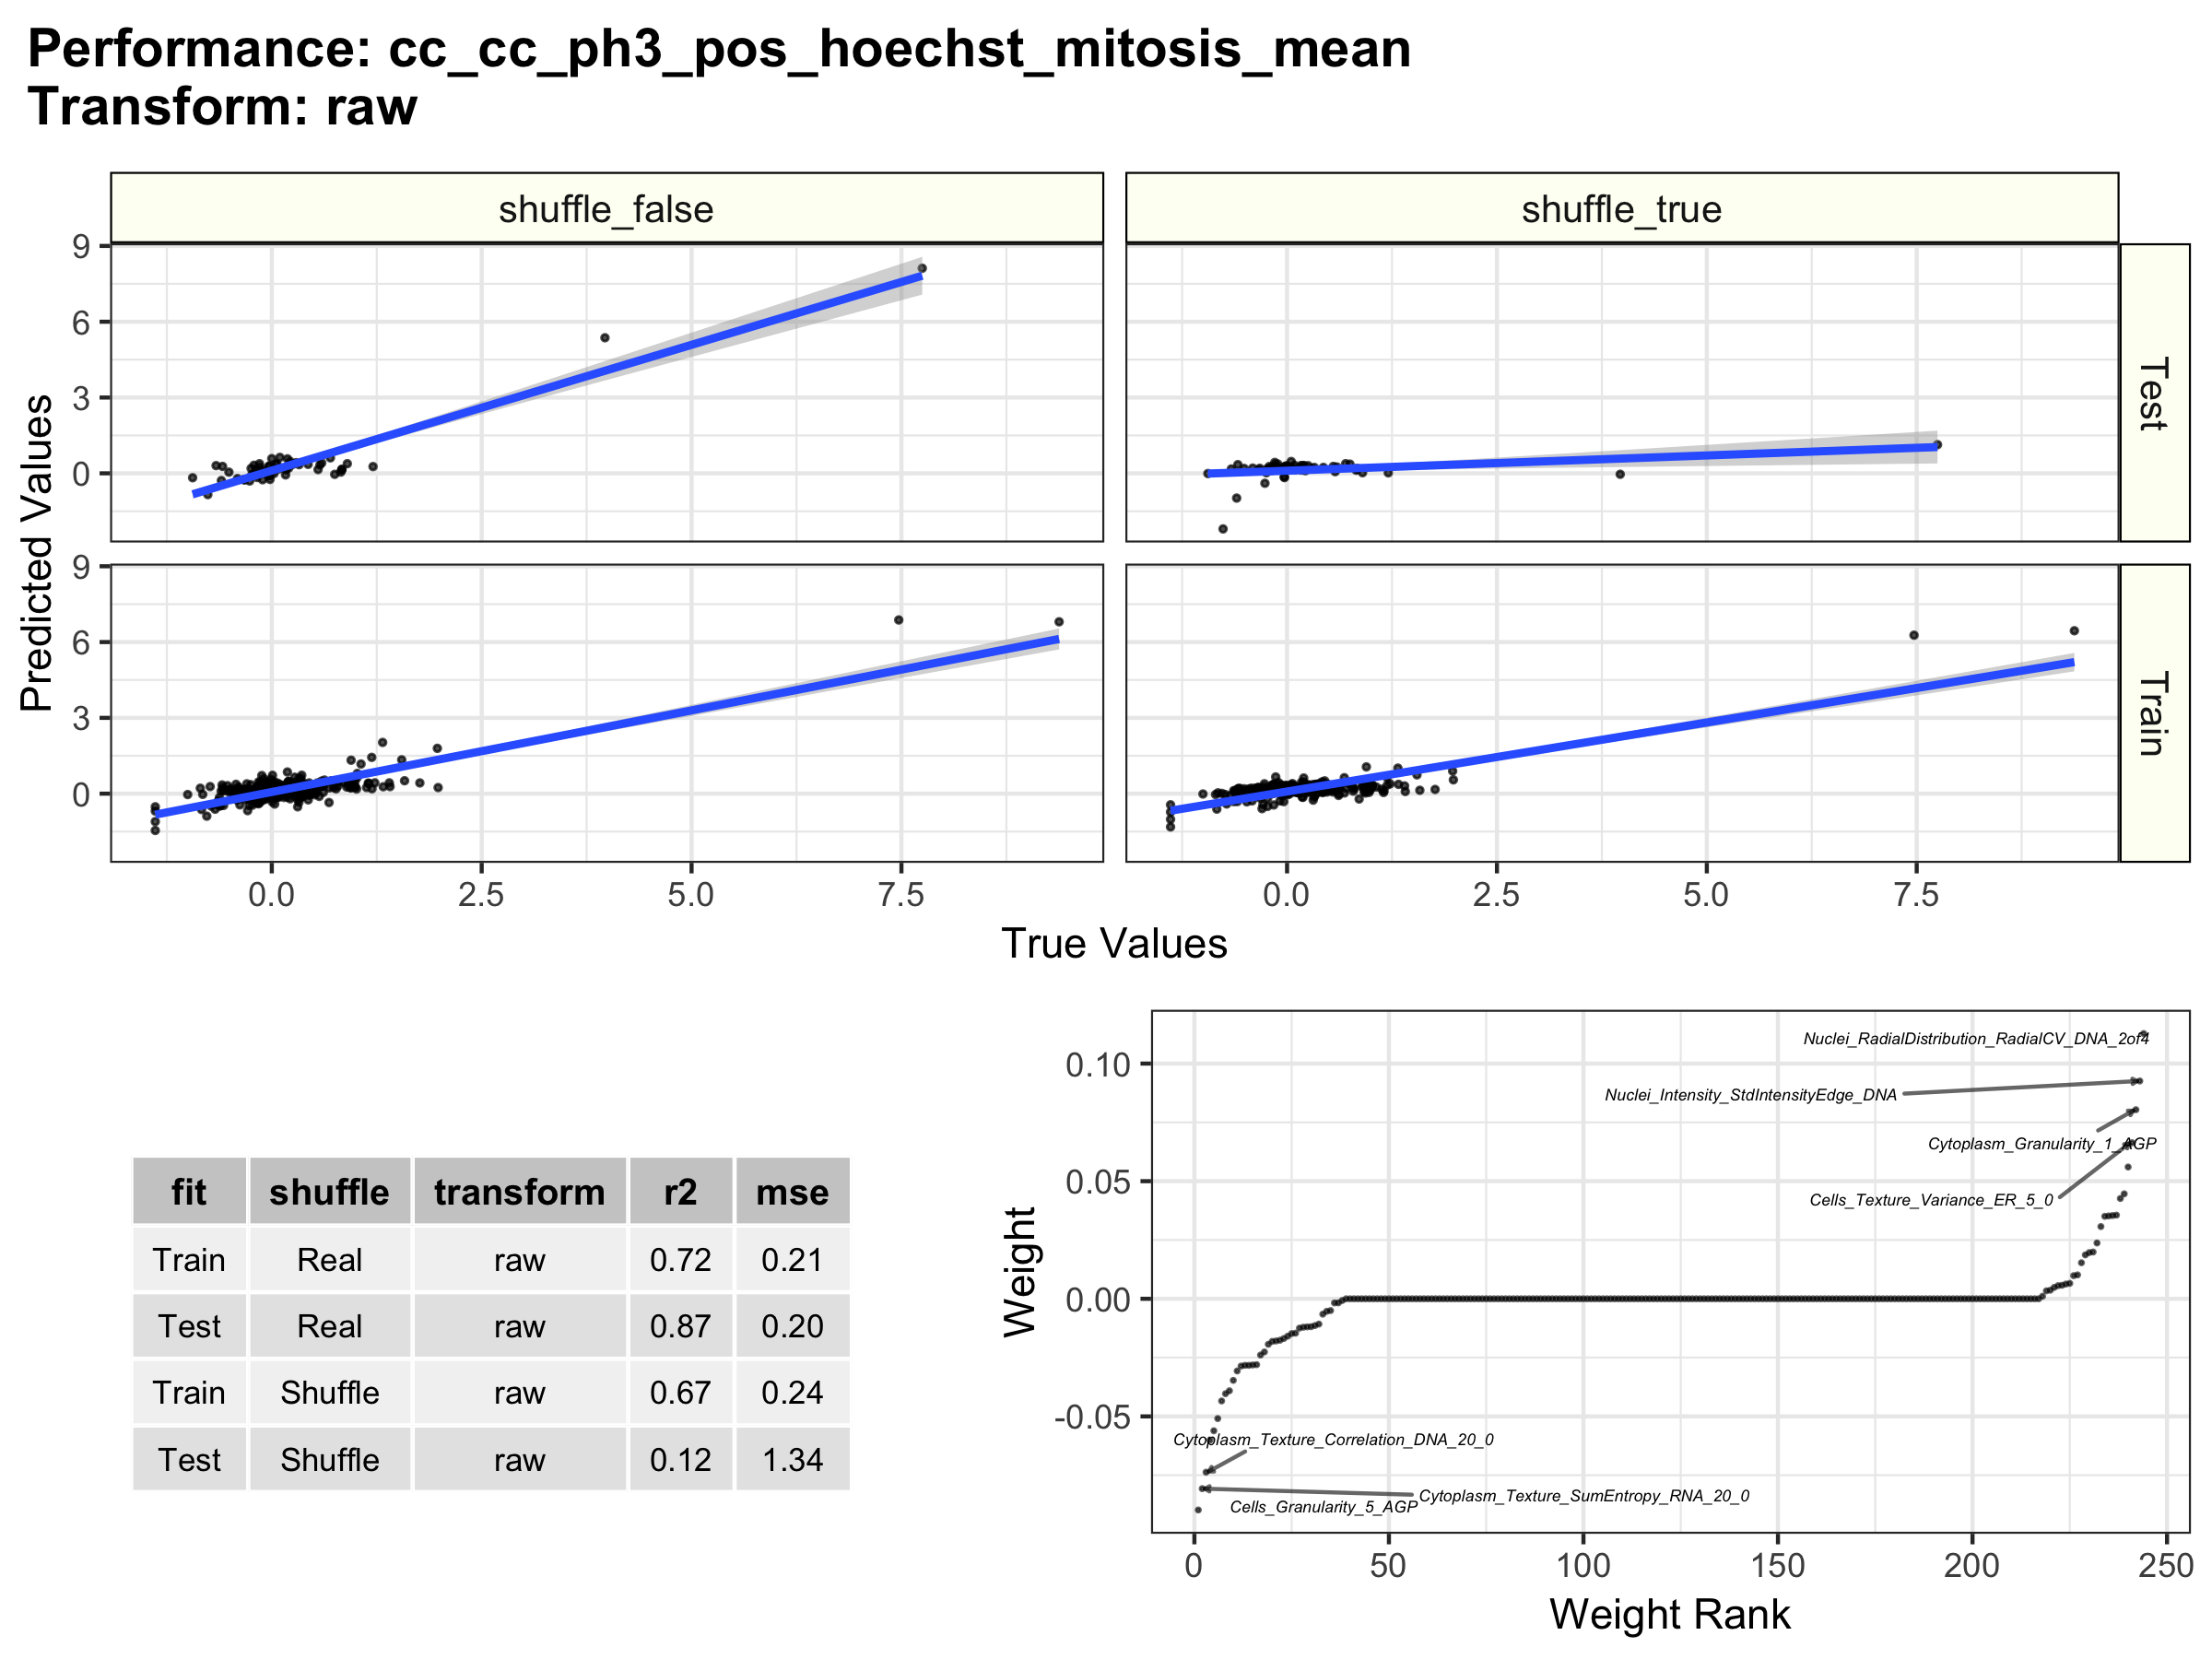 Performance: cc_cc_ph3_pos_hoechst_mitosis_mean
Transform: raw
shuffle_false
shuffle_true
9
6
3
0
Test
9
6
3
0
Train
Predicted Values
0.0 2.5 5.0 7.5
0.0 2.5 5.0 7.5
True Values
fit shuffle transform r2 mse
Train Real raw 0.72 0.21
Test Real raw 0.87 0.20
Train Shuffle raw 0.67 0.24
Test Shuffle raw 0.12 1.34
Weight
0.10
0.05
0.00
-0.05
Nuclei_RadialDistribution_RadialCV_DNA_2of4
Nuclei_Intensity_StdIntensityEdge_DNA
Cytoplasm_Granularity_1_AGP
Cells_Texture_Variance_ER_5_0
Cytoplasm_Texture_Correlation_DNA_20_0
Cytoplasm_Texture_SumEntropy_RNA_20_0
Cells_Granularity_5_AGP
0 50 100 150 200 250
Weight Rank